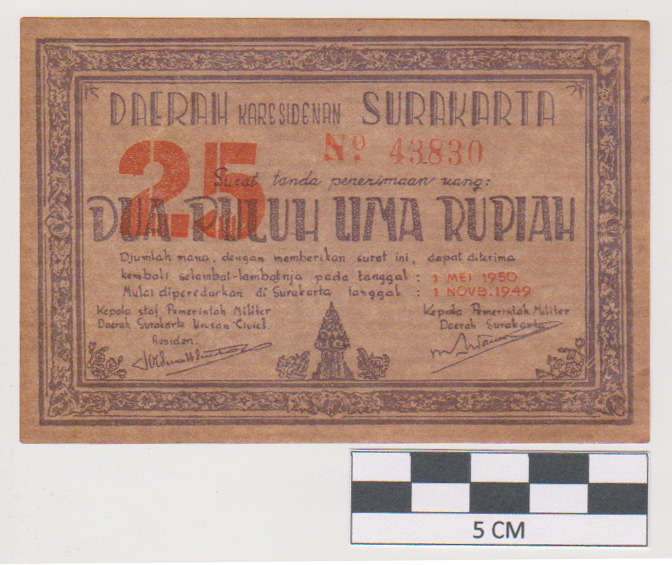 DAERAH KARESIDENAN SURAKARTA
25
No 43830
Surat tanda penerimaan uang:
DUA PULUH LIMA RUPIAH
Djumlah mana, dengan memberikan surat ini, dapat diterima
kembali selambat-lambatnja pada tanggal : 1 MEI 1950
Mulai diperedarkan di Surakarta tanggal : 1 NOVB. 1949
Kepala staf Pemerintah Militer
Daerah Surakarta Urusan Civiel.
Residen.
Kepala Pemerintah Militer
Daerah Surakarta
5 CM